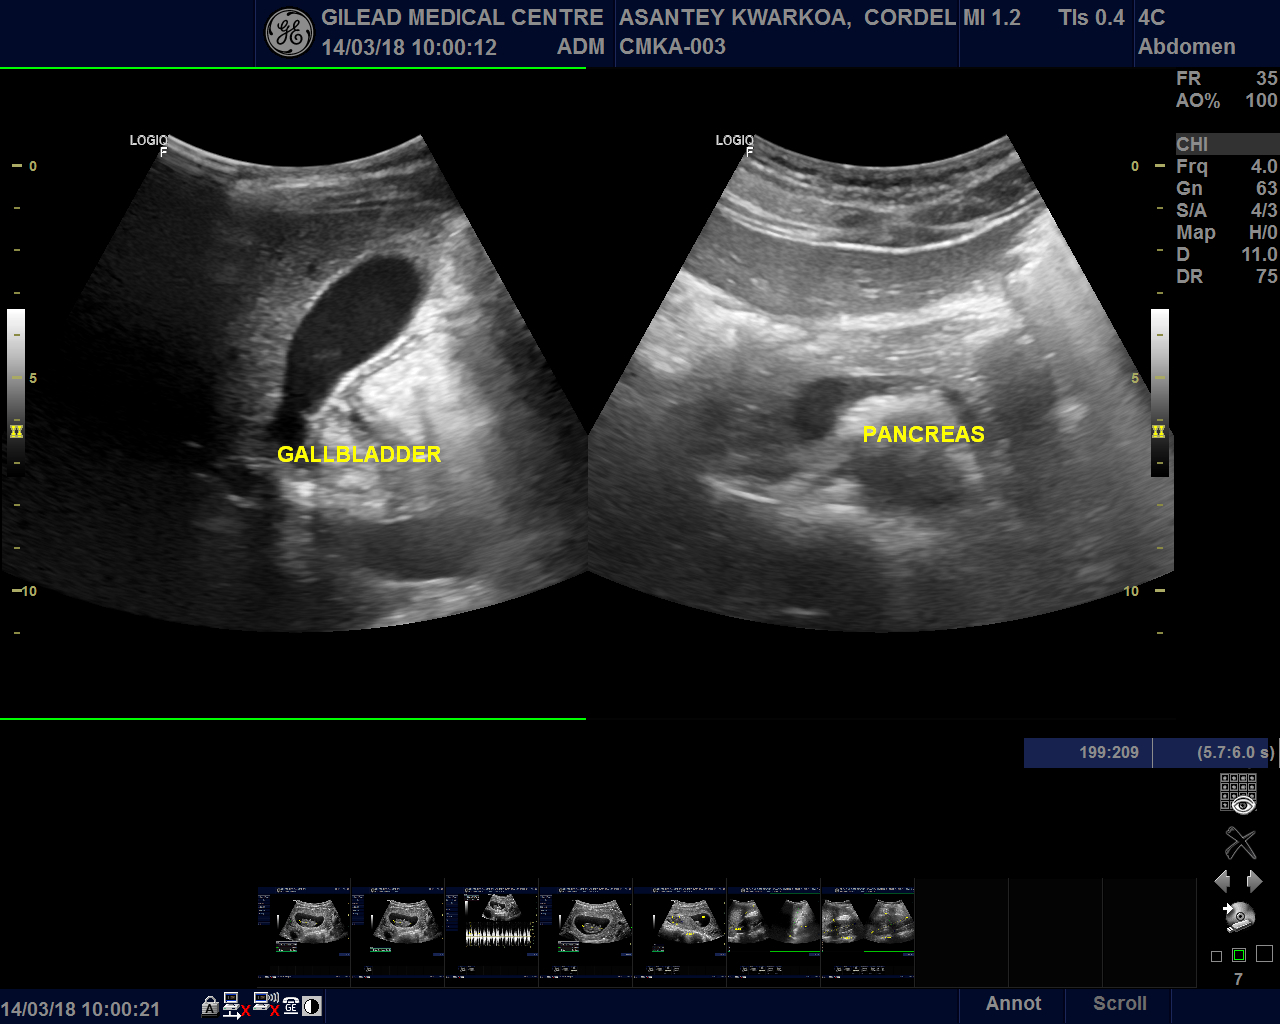 GILEAD MEDICAL CENTRE
14/03/18 10:00:12 ADM
ASANTEY KWARKOA, CORDEL
CMKA-003
MI 1.2 TIs 0.4
4C
Abdomen
FR 35
AO% 100
CHI
Frq 4.0
Gn 63
S/A 4/3
Map H/0
D 11.0
DR 75
LOGIQ
F
LOGIQ
F
0
5
10
0
5
10
GALLBLADDER
PANCREAS
199:209 (5.7:6.0 s)
7
14/03/18 10:00:21
A
GE
Annot
Scroll